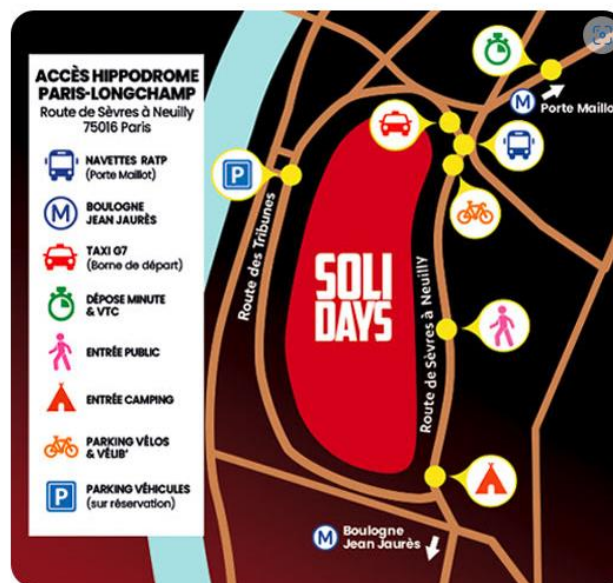 ACCÈS HIPPODROME
PARIS-LONGCHAMP
Route de Sèvres à Neuilly
75016 Paris
NAVETTES RATP
(Porte Maillot)
M
BOULOGNE
JEAN JAURÈS
TAXI G7
(Borne de départ)
DÉPOSE MINUTE
& VTC
ENTRÉE PUBLIC
ENTRÉE CAMPING
PARKING VÉLOS
& VÉLIB'
P
PARKING VÉHICULES
(sur réservation)
M
Porte Maillot
P
Route des Tribunes
SOLI
DAYS
Route de Sèvres à Neuilly
M
Boulogne
Jean Jaurès